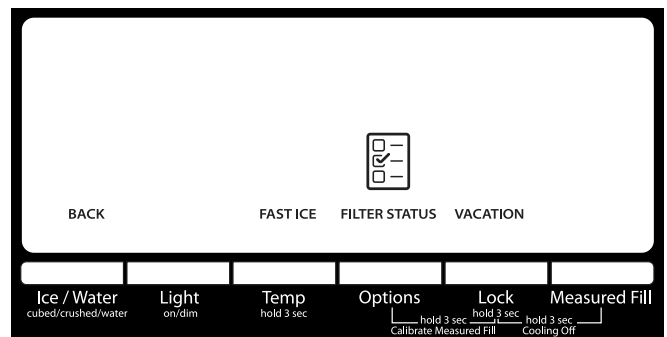 BACK FAST ICE FILTER STATUS VACATION
Ice / Water Light Temp Options Lock Measured Fill
cubed/crushed/water on/dim hold 3 sec hold 3 sec
hold 3 sec hold 3 sec
Calibrate Measured Fill Cooling Off